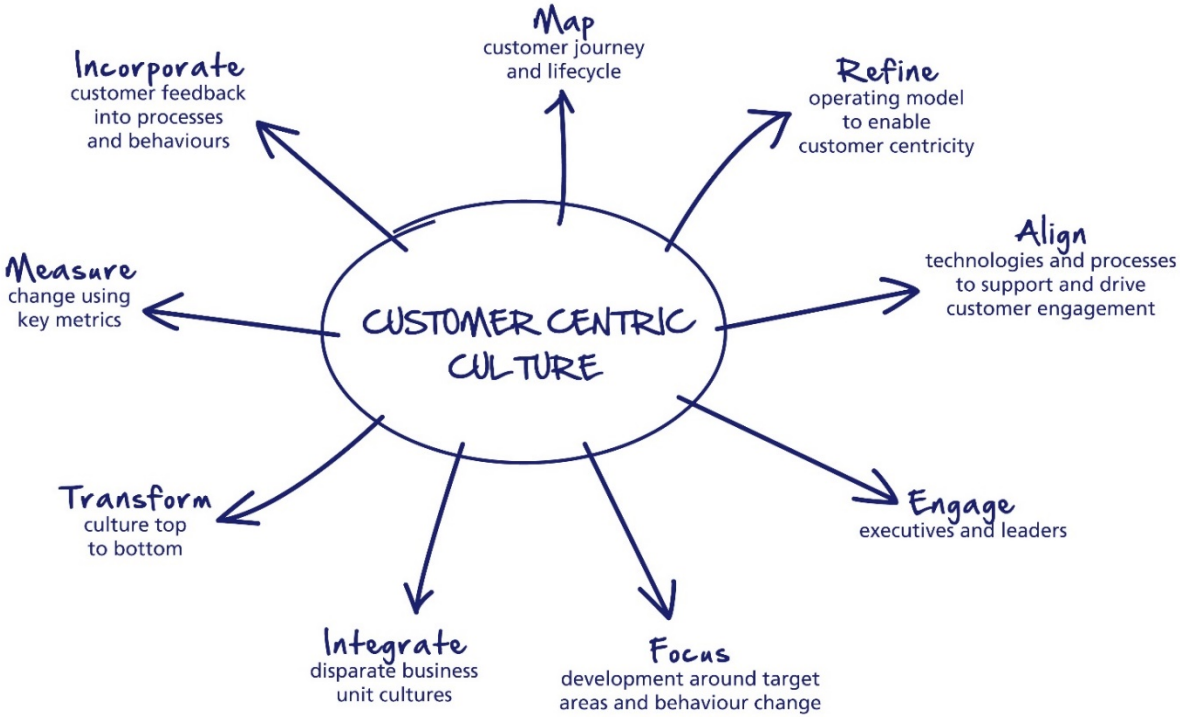 Map
customer journey
and lifecycle
Refine
operating model
to enable
customer centricity
Align
technologies and processes
to support and drive
customer engagement
Engage
executives and leaders
Focus
development around target
areas and behaviour change
Integrate
disparate business
unit cultures
Transform
culture top
to bottom
Measure
change using
key metrics
Incorporate
customer feedback
into processes
and behaviours
CUSTOMER CENTRIC
CULTURE